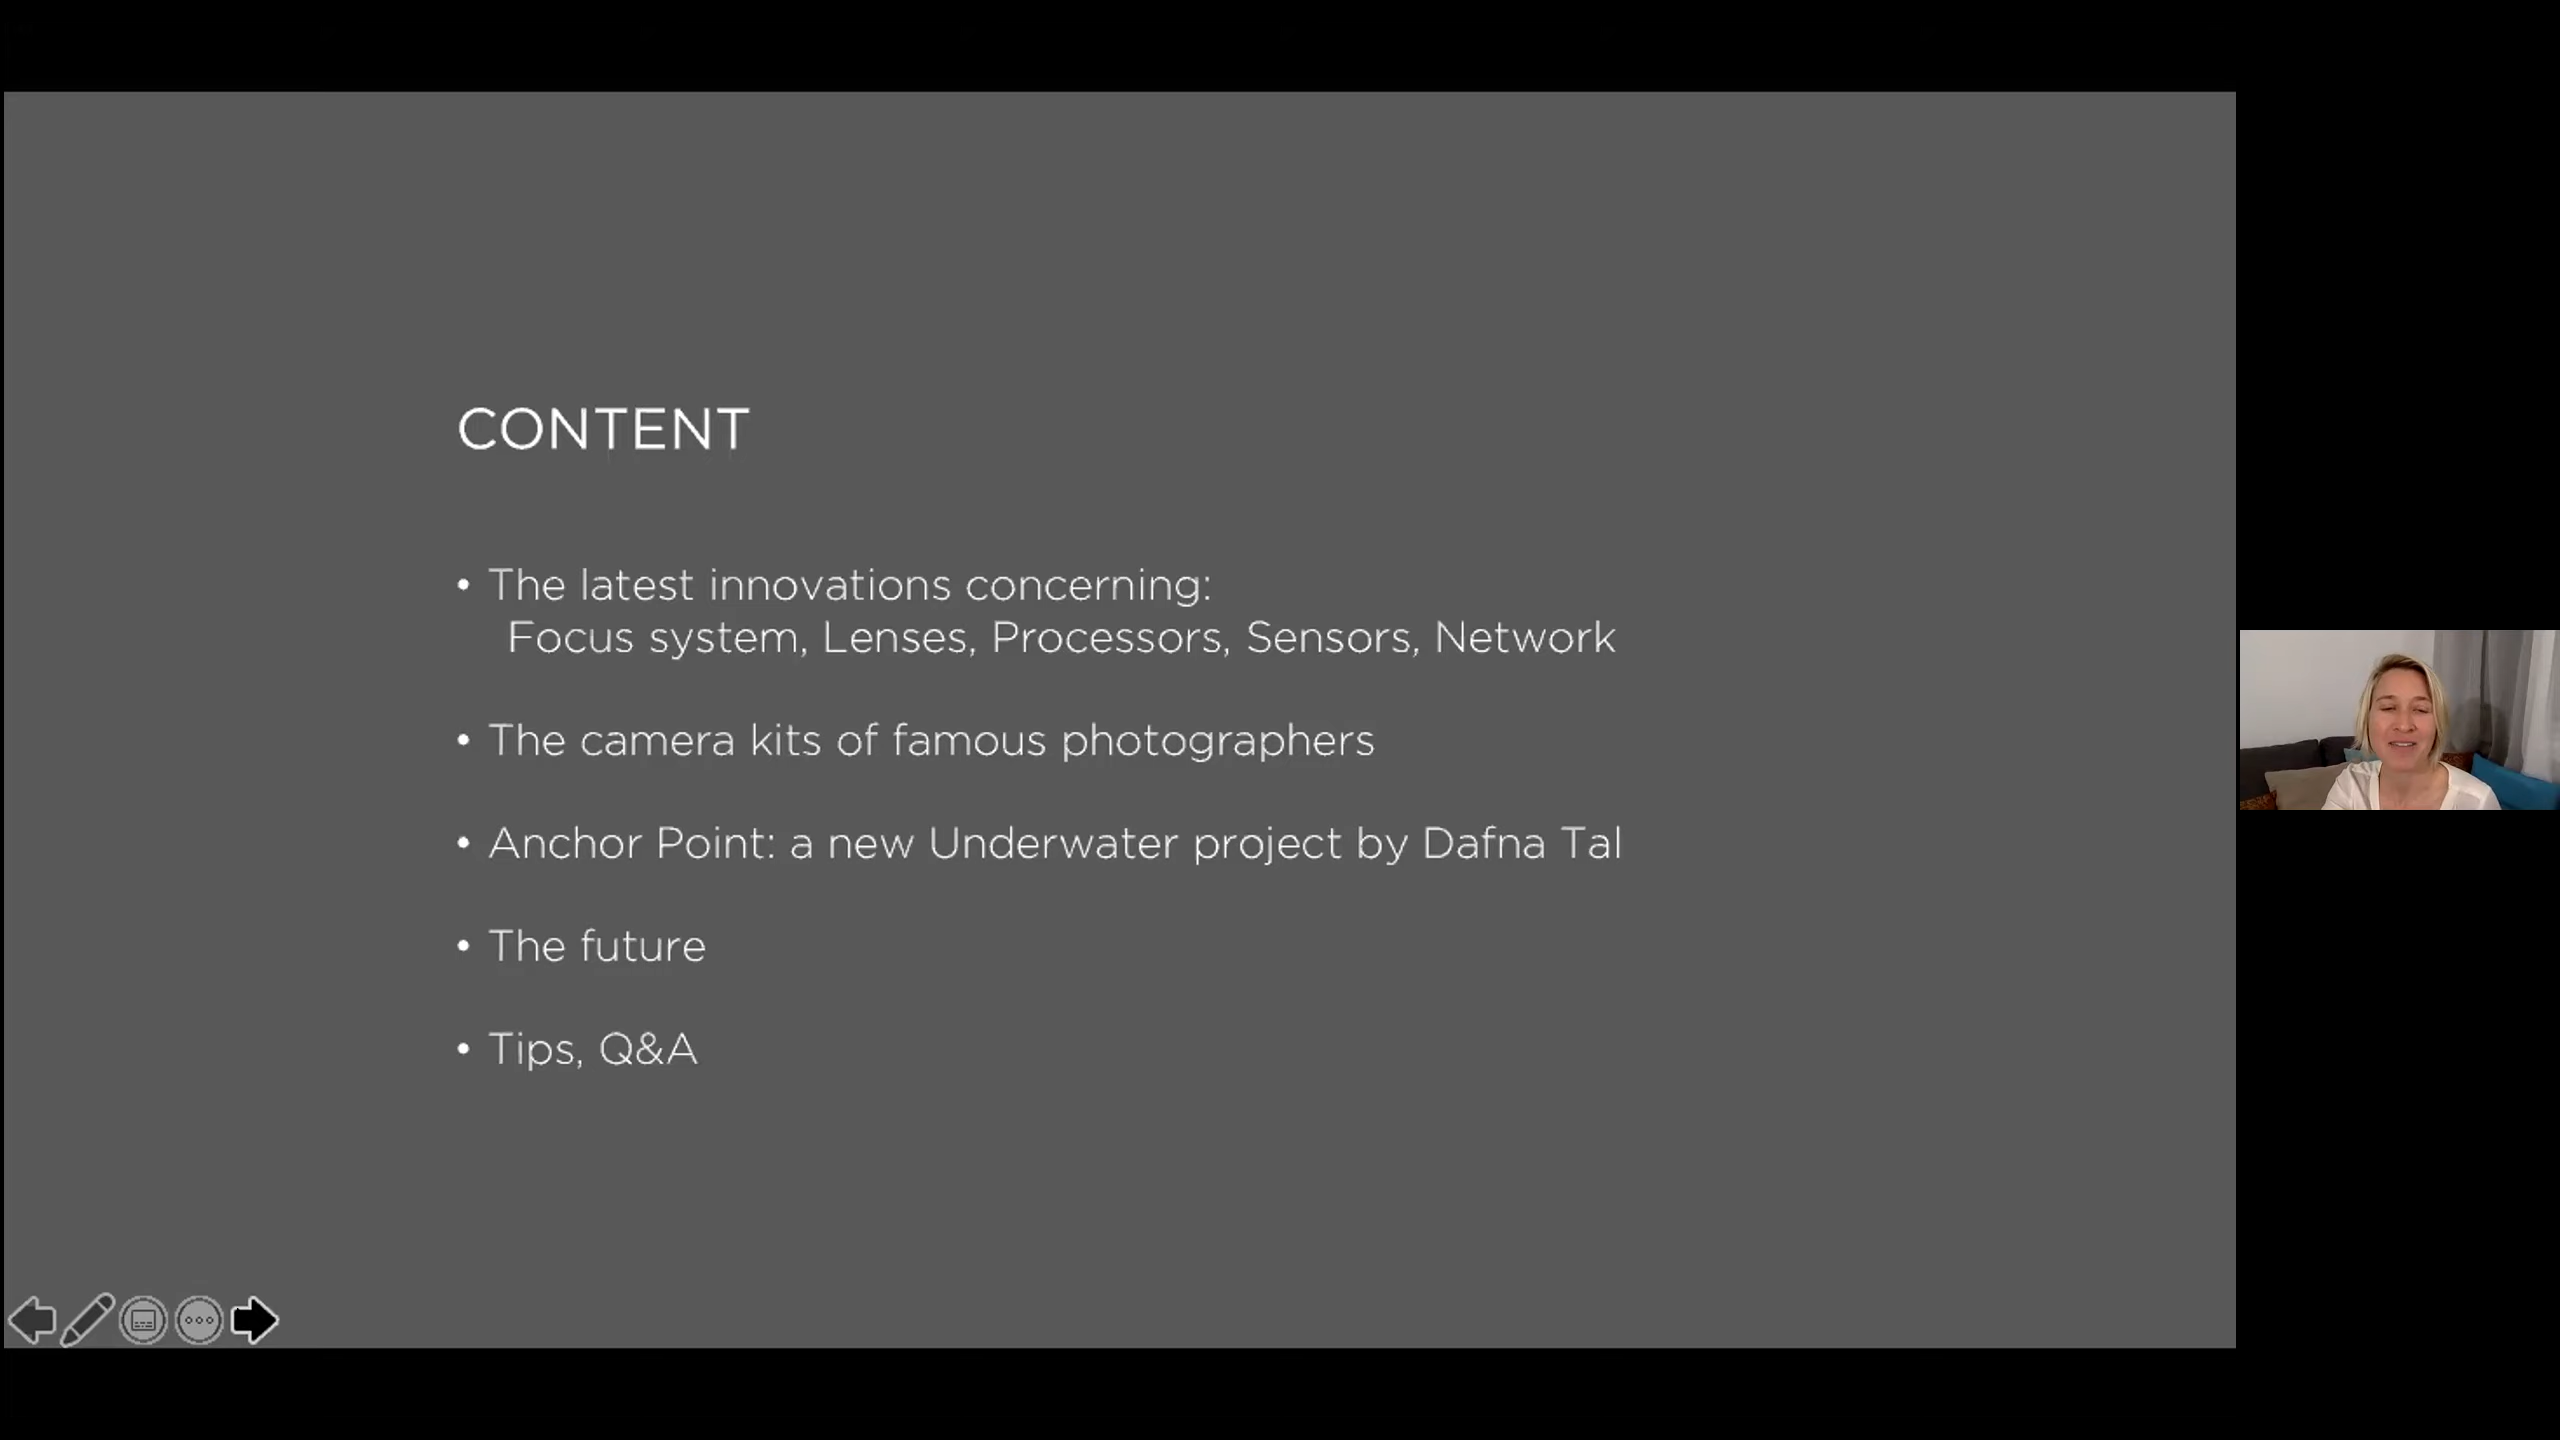 CONTENT
• The latest innovations concerning:
Focus system, Lenses, Processors, Sensors, Network
• The camera kits of famous photographers
• Anchor Point: a new Underwater project by Dafna Tal
• The future
• Tips, Q&A